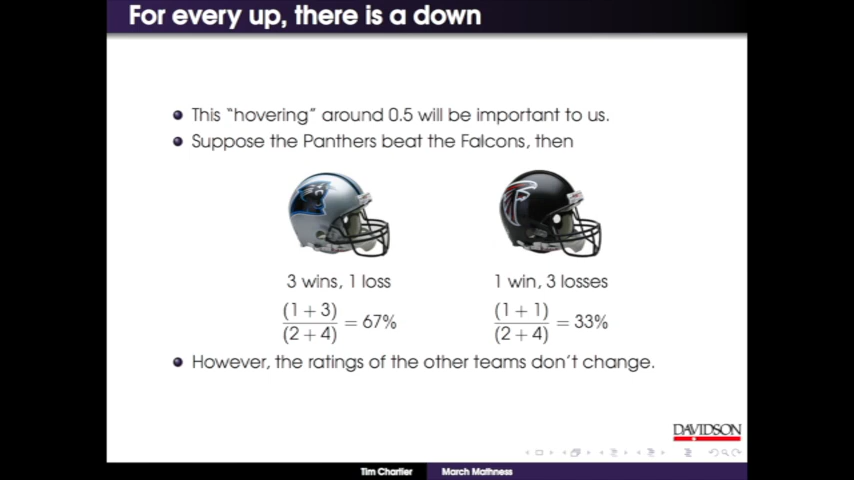 For every up, there is a down
This "hovering" around 0.5 will be important to us.
Suppose the Panthers beat the Falcons, then
3 wins, 1 loss
1 win, 3 losses
(1 + 3)
(2 + 4)
= 67%
(1 + 1)
(2 + 4)
= 33%
However, the ratings of the other teams don't change.
DAVIDSON
Tim Chartier
March Mathness